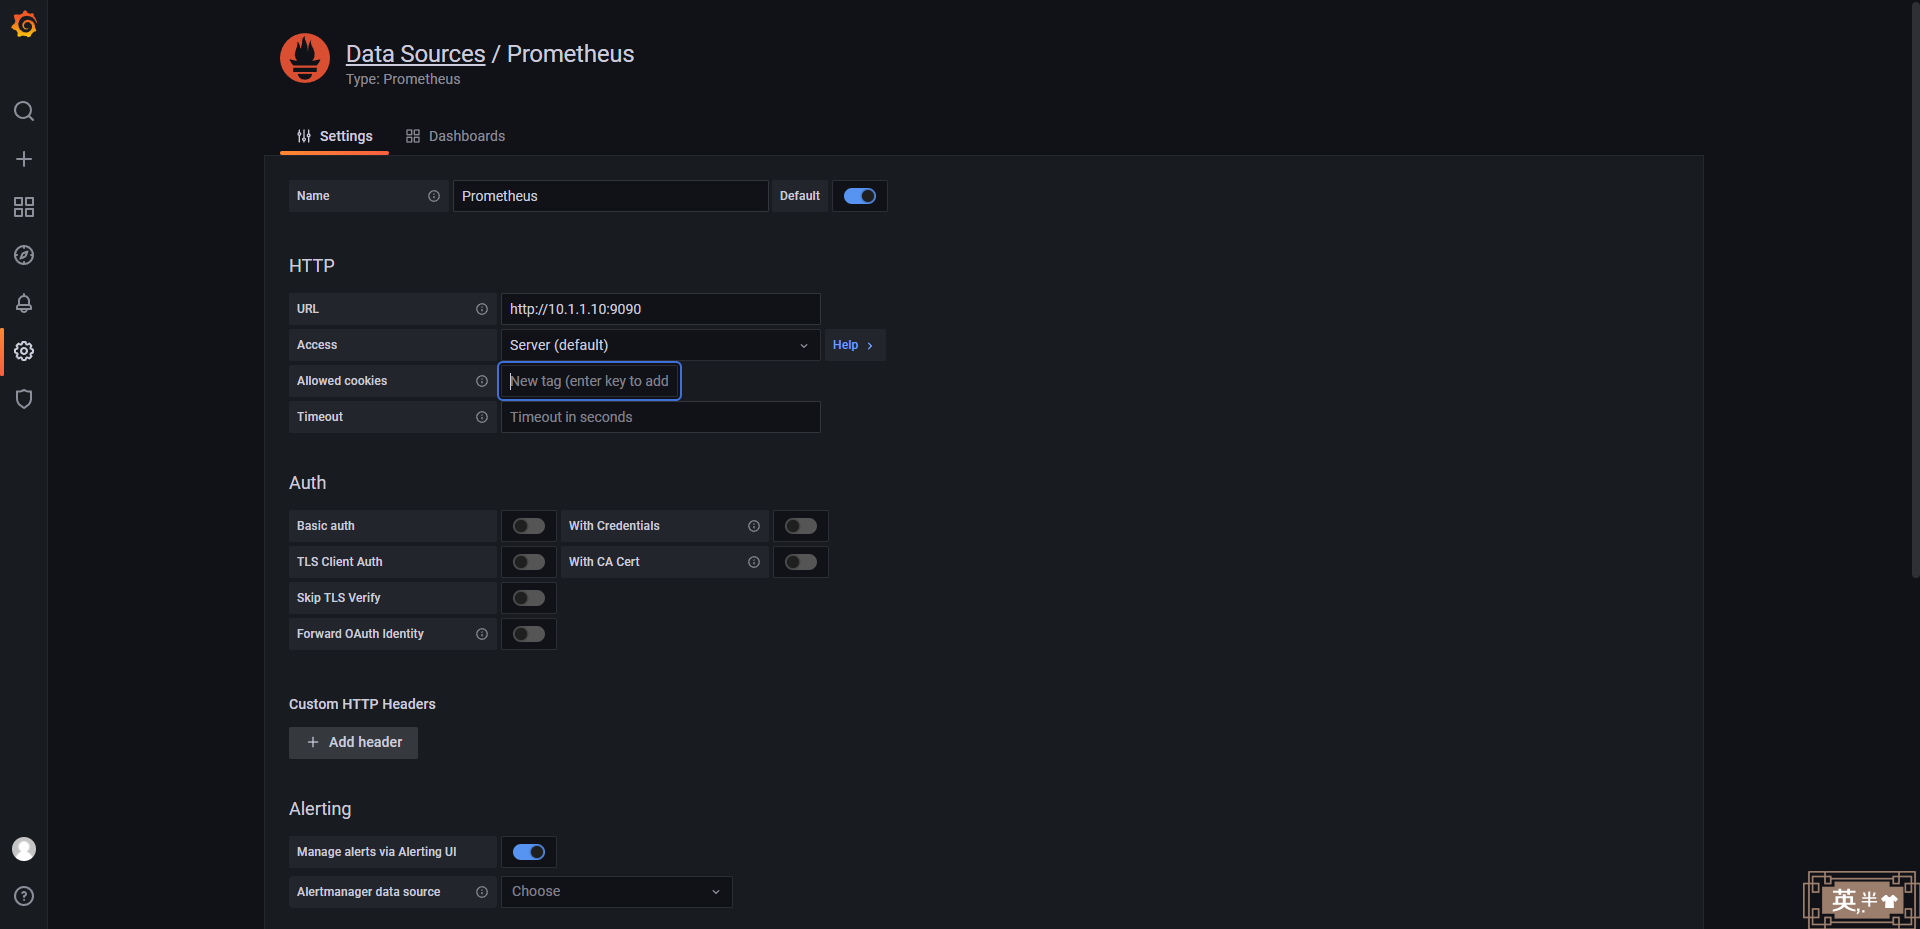 Data Sources / Prometheus
Type: Prometheus
Settings
Dashboards
Name
Prometheus
Default
HTTP
URL
http://10.1.1.10:9090
Access
Server (default)
Help
Allowed cookies
New tag (enter key to add
Timeout
Timeout in seconds
Auth
Basic auth
With Credentials
TLS Client Auth
With CA Cert
Skip TLS Verify
Forward OAuth Identity
Custom HTTP Headers
Add header
Alerting
Manage alerts via Alerting UI
Alertmanager data source
Choose
英,半